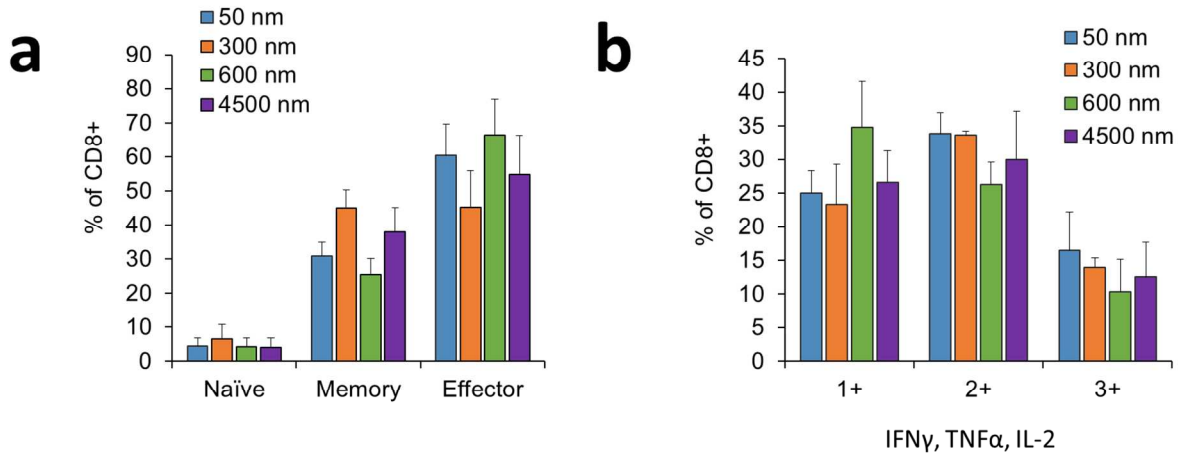 a
50 nm
300 nm
600 nm
4500 nm
% of CD8+
90
80
70
60
50
40
30
20
10
0
Naïve Memory Effector
b
50 nm
300 nm
600 nm
4500 nm
% of CD8+
45
40
35
30
25
20
15
10
5
0
1+ 2+ 3+
IFNγ, TNFα, IL-2